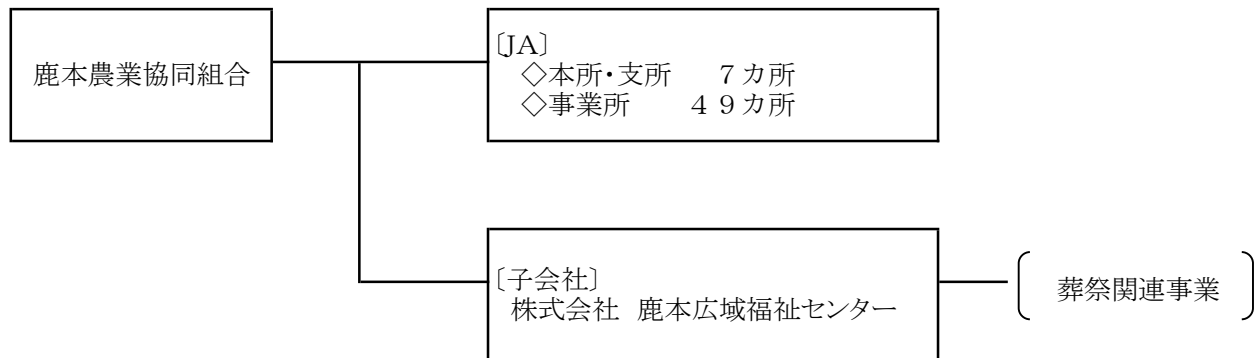 鹿本農業協同組合
〔JA〕
◇本所・支所　　７カ所
◇事業所　　４９カ所
〔子会社〕
株式会社　鹿本広域福祉センター
葬祭関連事業